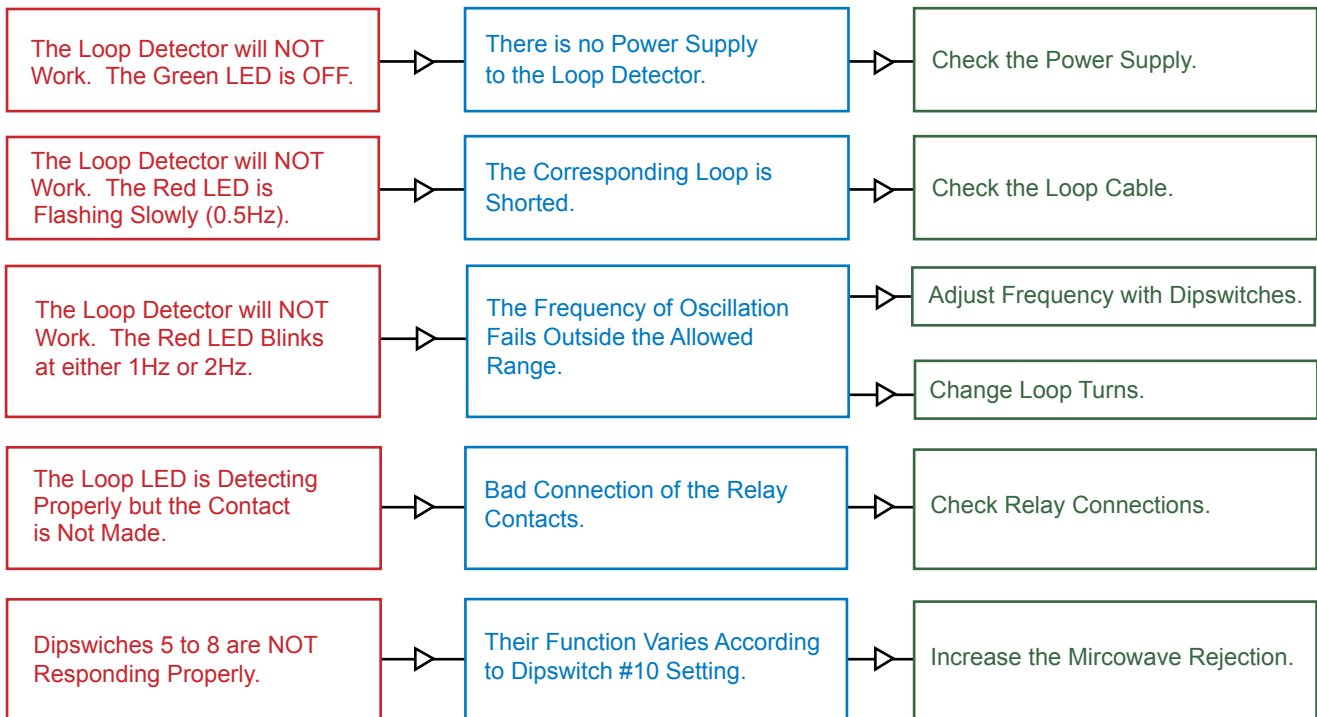 The Loop Detector will NOT
Work. The Green LED is OFF.
There is no Power Supply
to the Loop Detector.
Check the Power Supply.
The Loop Detector will NOT
Work. The Red LED is
Flashing Slowly (0.5Hz).
The Corresponding Loop is
Shorted.
Check the Loop Cable.
The Loop Detector will NOT
Work. The Red LED Blinks
at either 1Hz or 2Hz.
The Frequency of Oscillation
Fails Outside the Allowed
Range.
Adjust Frequency with Dipswitches.
Change Loop Turns.
The Loop LED is Detecting
Properly but the Contact
is Not Made.
Bad Connection of the Relay
Contacts.
Check Relay Connections.
Dipswiches 5 to 8 are NOT
Responding Properly.
Their Function Varies According
to Dipswitch #10 Setting.
Increase the Mircowave Rejection.